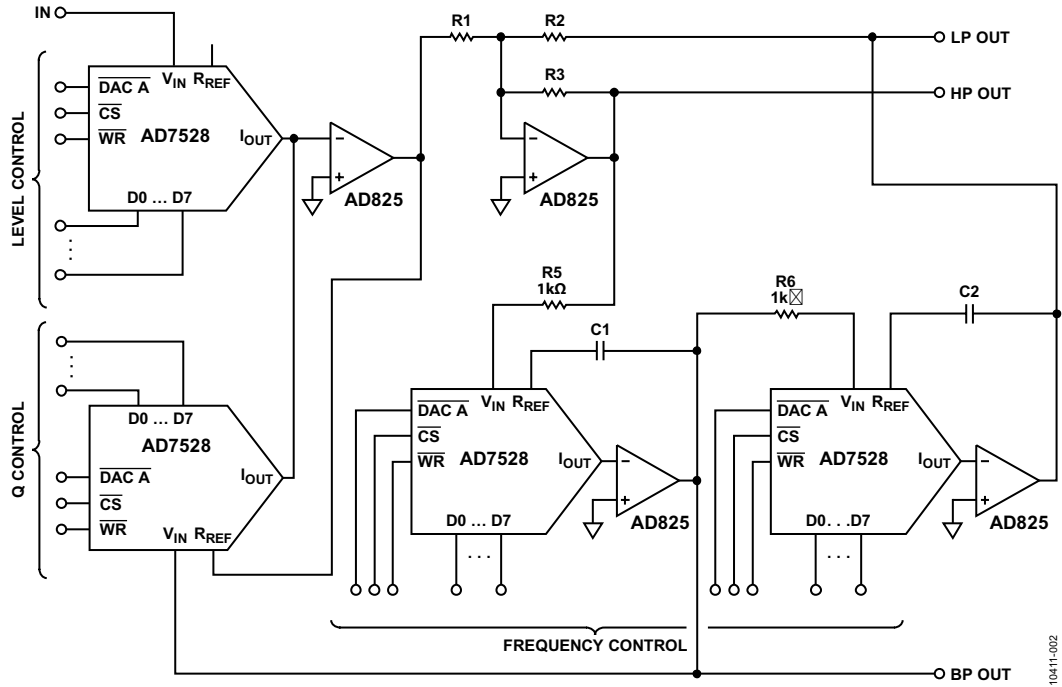 IN
R1
R2
LP OUT
R3
HP OUT
LEVEL CONTROL
VIN RREF
DAC A
CS
WR
AD7528
IOUT
D0 ... D7
AD825
AD825
R5
1kΩ
R6
1k☒
C1
C2
Q CONTROL
D0 ... D7
AD7528
DAC A
CS
WR
IOUT
VIN RREF
VIN RREF
DAC A
CS
WR
AD7528
IOUT
D0 ... D7
AD825
VIN RREF
DAC A
CS
WR
AD7528
IOUT
D0. . .D7
AD825
FREQUENCY CONTROL
BP OUT
10411-002